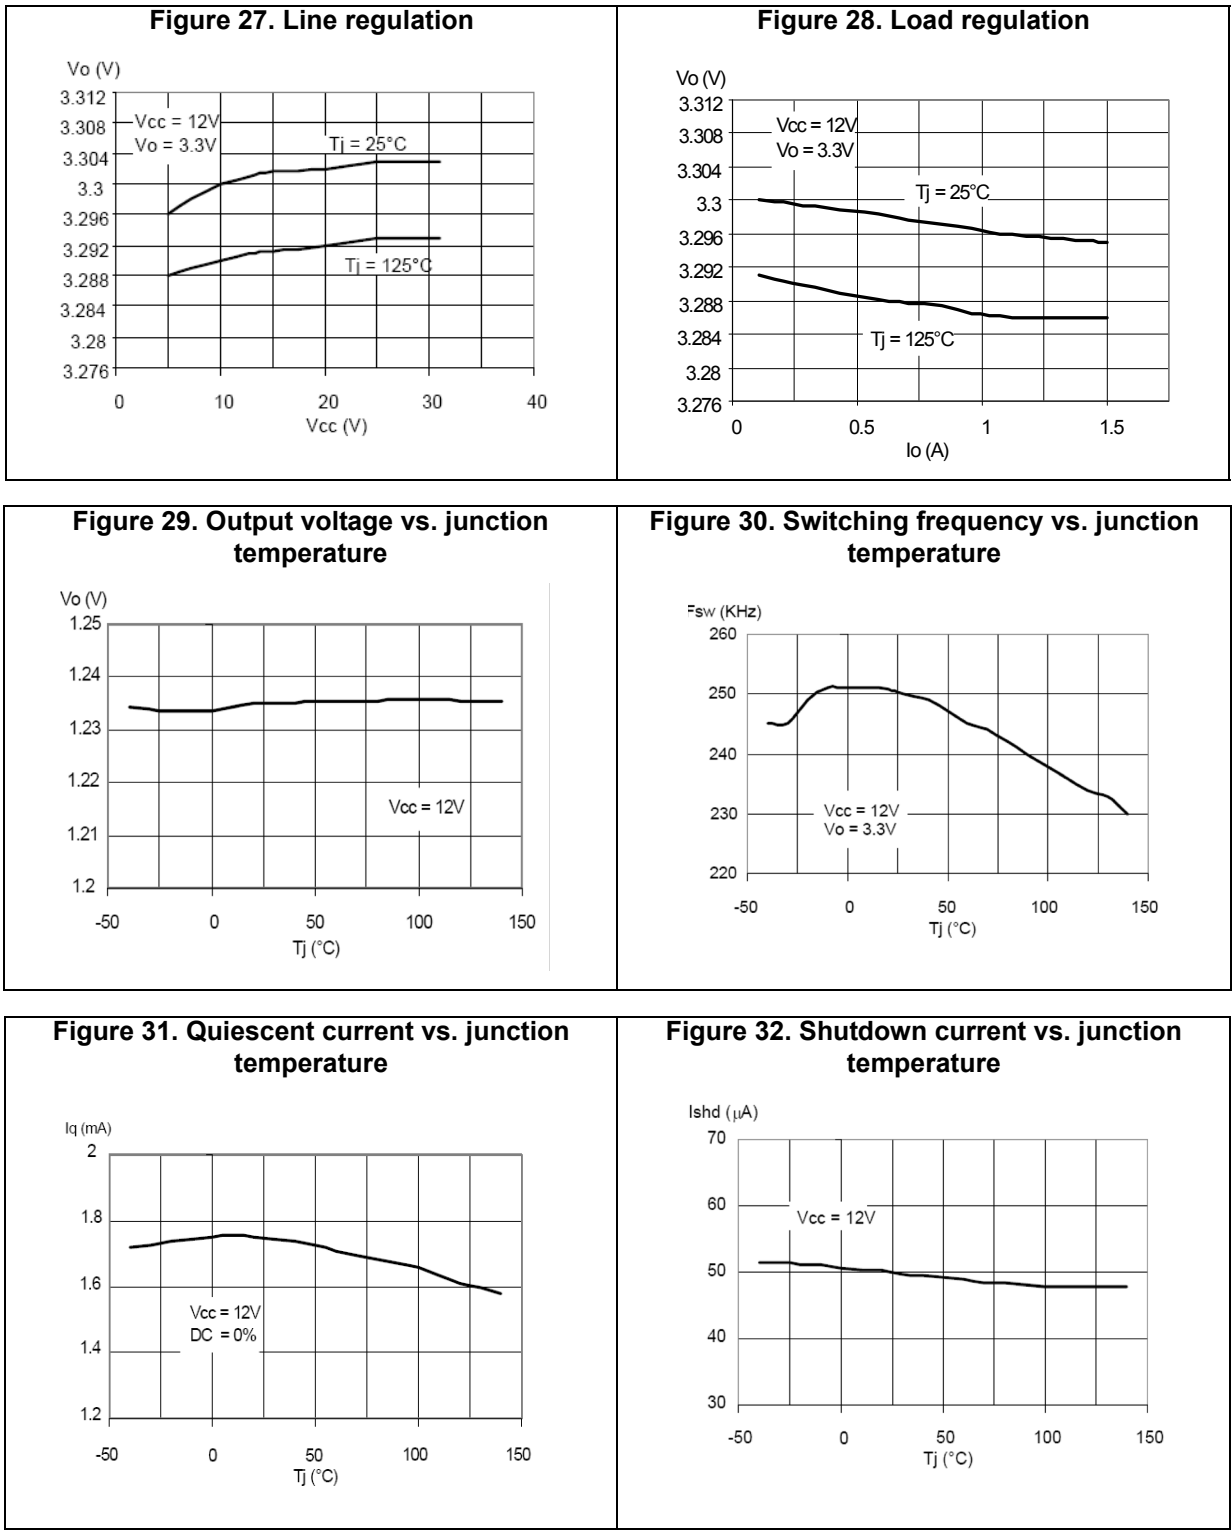 Figure 27. Line regulation
Vo (V)
3.312
3.308
3.304
3.3
3.296
3.292
3.288
3.284
3.28
3.276
Vcc = 12V
Vo = 3.3V
Tj = 25°C
Tj = 125°C
0 10 20 30 40
Vcc (V)
Figure 28. Load regulation
Vo (V)
3.312
3.308
3.304
3.3
3.296
3.292
3.288
3.284
3.28
3.276
Vcc = 12V
Vo = 3.3V
Tj = 25°C
Tj = 125°C
0 0.5 1 1.5
Io (A)
Figure 29. Output voltage vs. junction
temperature
Vo (V)
1.25
1.24
1.23
1.22
1.21
1.2
Vcc = 12V
-50 0 50 100 150
Tj (°C)
Figure 30. Switching frequency vs. junction
temperature
Fsw (KHz)
260
250
240
230
220
Vcc = 12V
Vo = 3.3V
-50 0 50 100 150
Tj (°C)
Figure 31. Quiescent current vs. junction
temperature
Iq (mA)
2
1.8
1.6
1.4
1.2
Vcc = 12V
DC = 0%
-50 0 50 100 150
Tj (°C)
Figure 32. Shutdown current vs. junction
temperature
Ishd (μA)
70
60
50
40
30
Vcc = 12V
-50 0 50 100 150
Tj (°C)